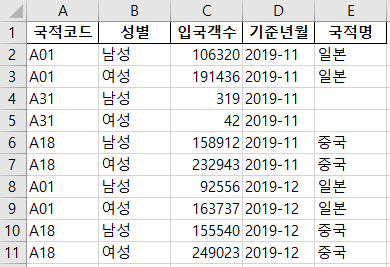 A B C D E
1 국적코드 성별 입국객수 기준년월 국적명
2 A01 남성 106320 2019-11 일본
3 A01 여성 191436 2019-11 일본
4 A31 남성 319 2019-11
5 A31 여성 42 2019-11
6 A18 남성 158912 2019-11 중국
7 A18 여성 232943 2019-11 중국
8 A01 남성 92556 2019-12 일본
9 A01 여성 163737 2019-12 일본
10 A18 남성 155540 2019-12 중국
11 A18 여성 249023 2019-12 중국